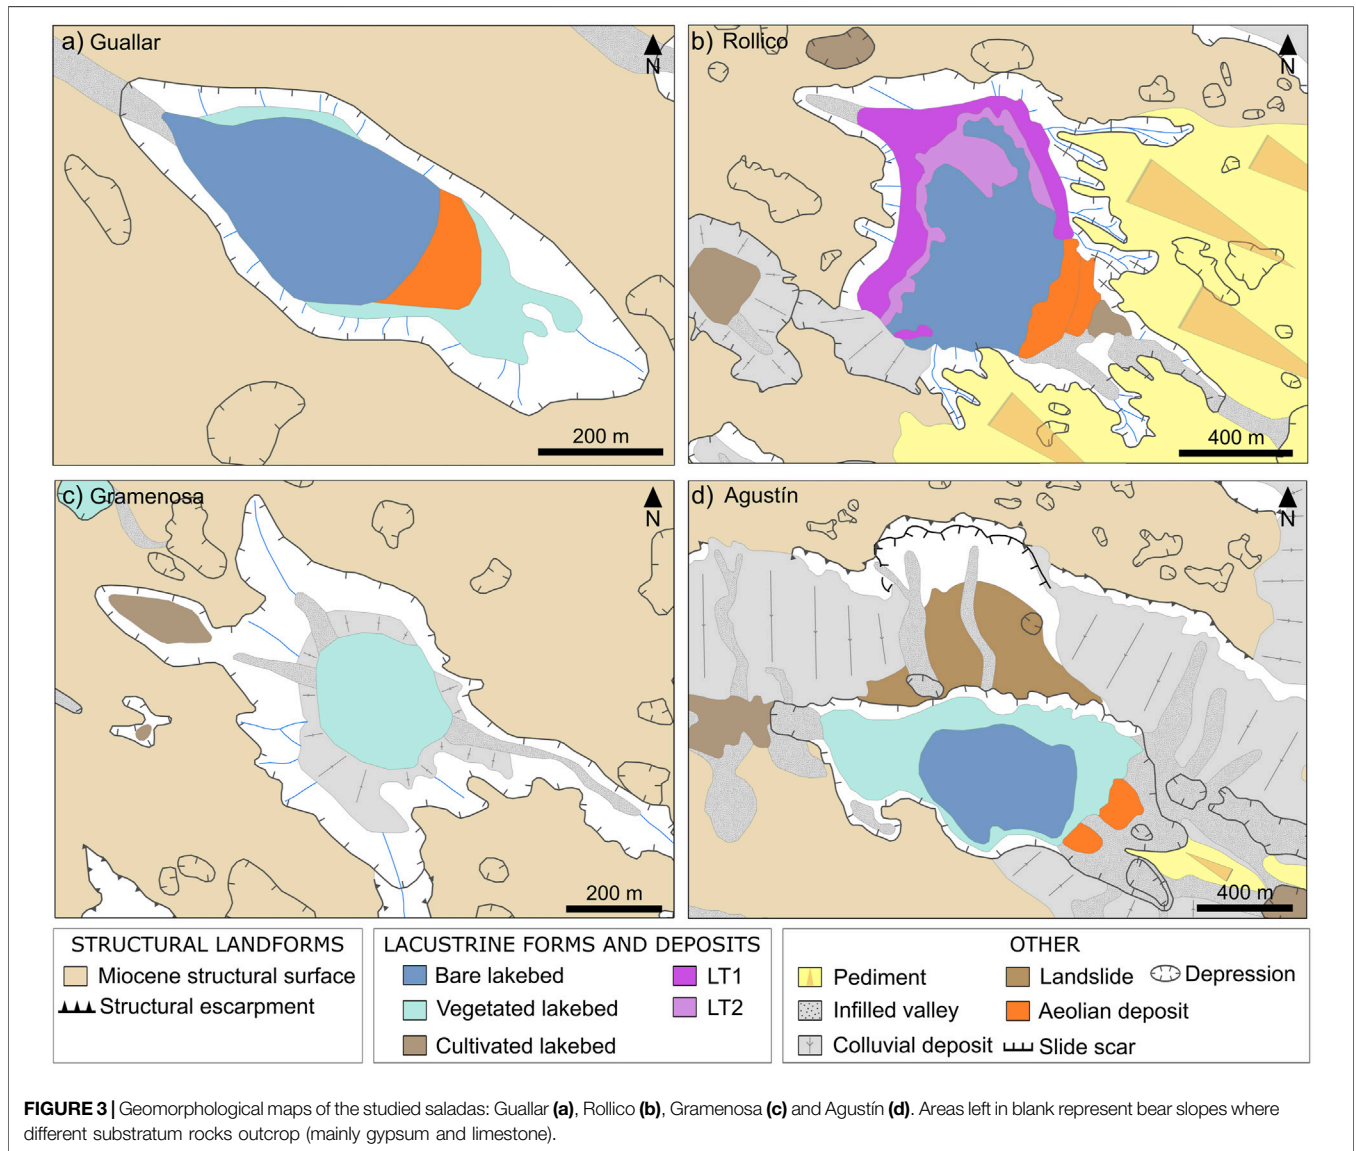 a) Guallar
N
200 m
b) Rollico
N
400 m
c) Gramenosa
N
200 m
d) Agustín
N
400 m
STRUCTURAL LANDFORMS
Miocene structural surface
Structural escarpment
LACUSTRINE FORMS AND DEPOSITS
Bare lakebed
LT1
Vegetated lakebed
LT2
Cultivated lakebed
OTHER
Pediment
Landslide
Depression
Infilled valley
Aeolian deposit
Colluvial deposit
Slide scar
FIGURE 3 | Geomorphological maps of the studied saladas: Guallar (a), Rollico (b), Gramenosa (c) and Agustín (d). Areas left in blank represent bear slopes where
different substratum rocks outcrop (mainly gypsum and limestone).